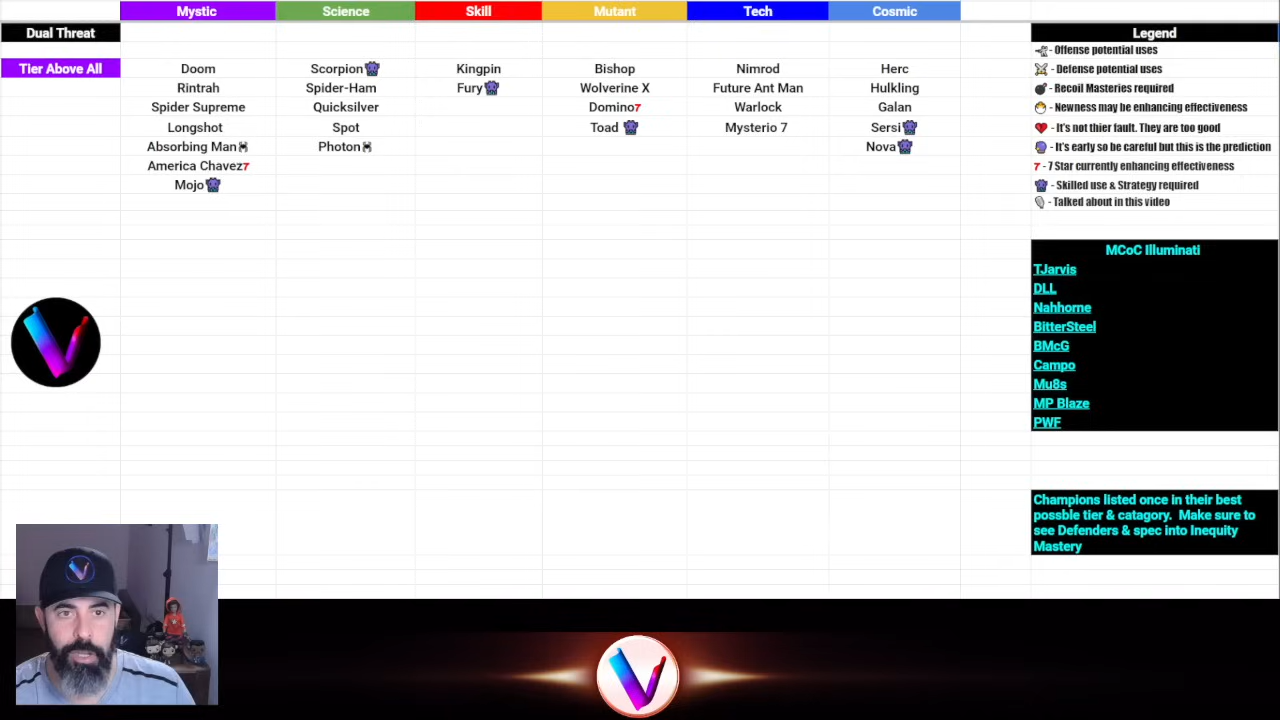 Mystic Science Skill Mutant Tech Cosmic
Dual Threat Legend
- Offense potential uses
Tier Above All Doom Scorpion Kingpin Bishop Nimrod Herc - Defense potential uses
Rintrah Spider-Ham Fury Wolverine X Future Ant Man Hulkling - Recoil Masteries required
Spider Supreme Quicksilver Domino7 Warlock Galan - Newness may be enhancing effectiveness
Longshot Spot Toad Mysterio 7 Sersi - It's not thier fault. They are too good
Absorbing Man Photon Nova - It's early so be careful but this is the prediction
America Chavez7 7 - 7 Star currently enhancing effectiveness
Mojo - Skilled use & Strategy required
- Talked about in this video
MCoC Illuminati
TJarvis
DLL
Nahhorne
BitterSteel
BMcG
Campo
Mu8s
MP Blaze
PWF
Champions listed once in their best
possble tier & catagory. Make sure to
see Defenders & spec into Inequity
Mastery